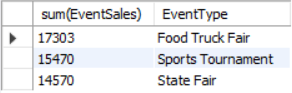 sum(EventSales) EventType
17303 Food Truck Fair
15470 Sports Tournament
14570 State Fair